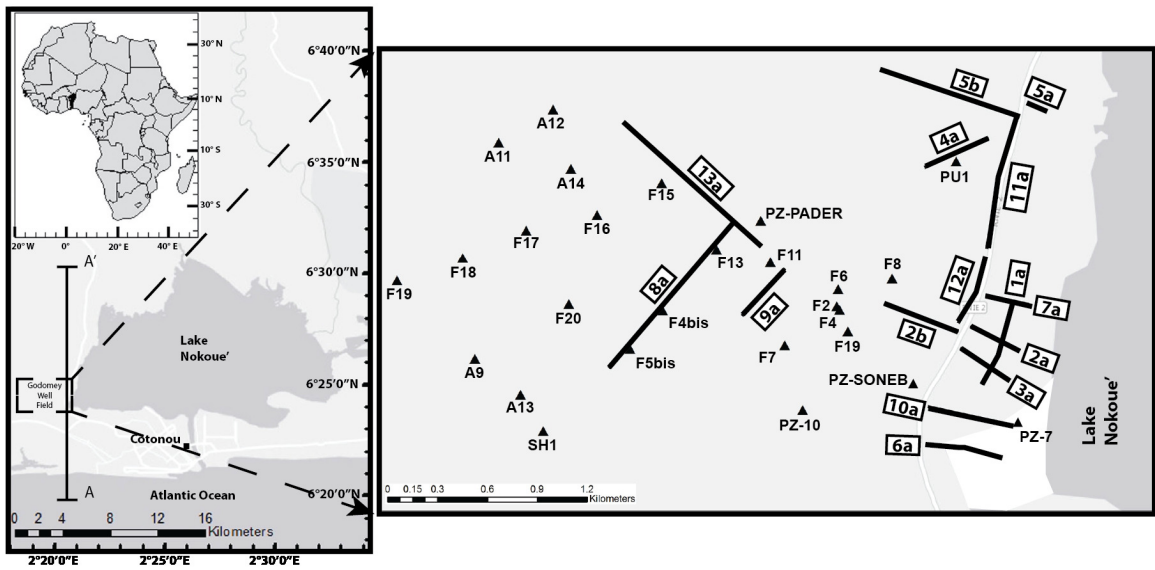 30° N
10° N
10° S
30° S
20° W
0°
20° E
40° E
6°40'0"N
6°35'0"N
6°30'0"N
6°25'0"N
6°20'0"N
A'
Lake
Nokoue'
Godomey
Well
Field
Cotonou
A
Atlantic Ocean
0 2 4 8 12 16
Kilometers
2°20'0"E
2°25'0"E
2°30'0"E
A12
A11
A14
F15
13a
PZ-PADER
F16
F17
F13
F11
F18
F19
8a
9a
F20
F4bis
F5bis
A9
A13
SH1
F6
F8
F2
F4
F19
F7
PZ-10
PZ-SONEB
5b
5a
4a
PU1
11a
12a
1a
7a
2b
2a
3a
10a
PZ-7
6a
Lake
Nokoue'
0 0.15 0.3 0.6 0.9 1.2
Kilometers